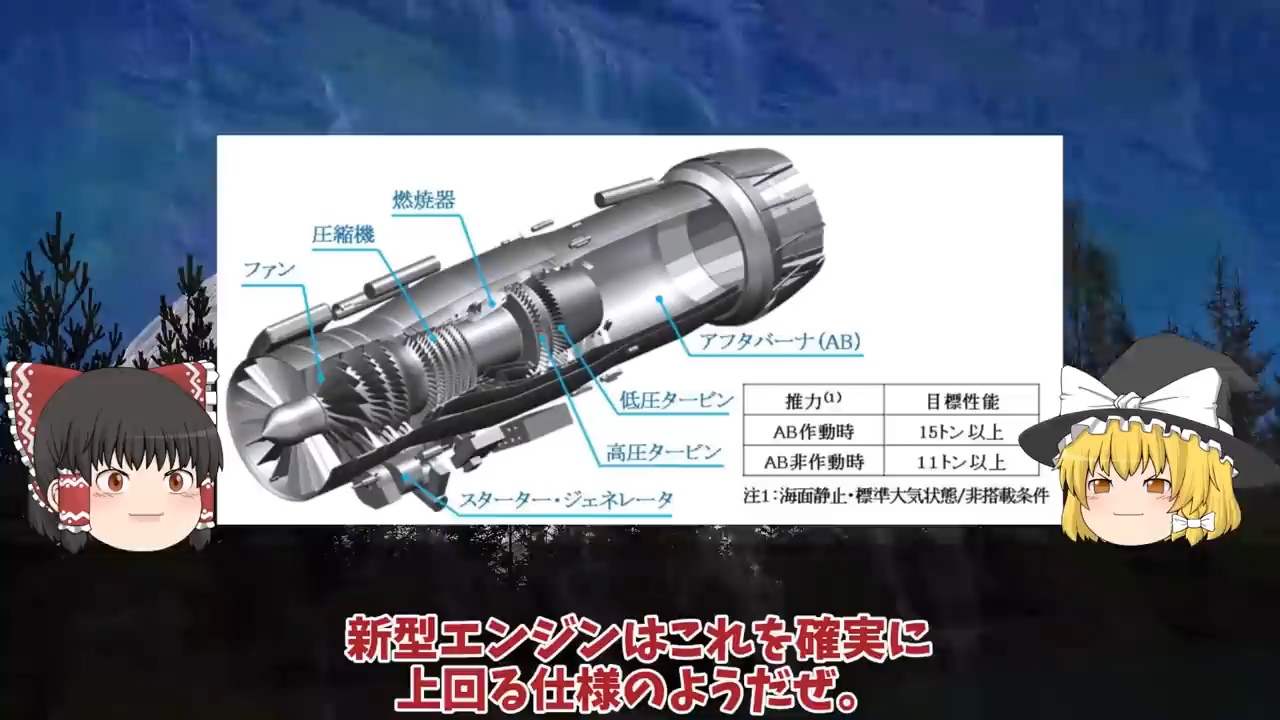 燃焼器
圧縮機
ファン
アフタバーナ(AB)
低圧タービン
高圧タービン
スターター・ジェネレータ
推力(1) 目標性能
AB作動時 15トン以上
AB非作動時 11トン以上
注1:海面静止・標準大気状態/非搭載条件
新型エンジンはこれを確実に
上回る仕様のようだぜ。